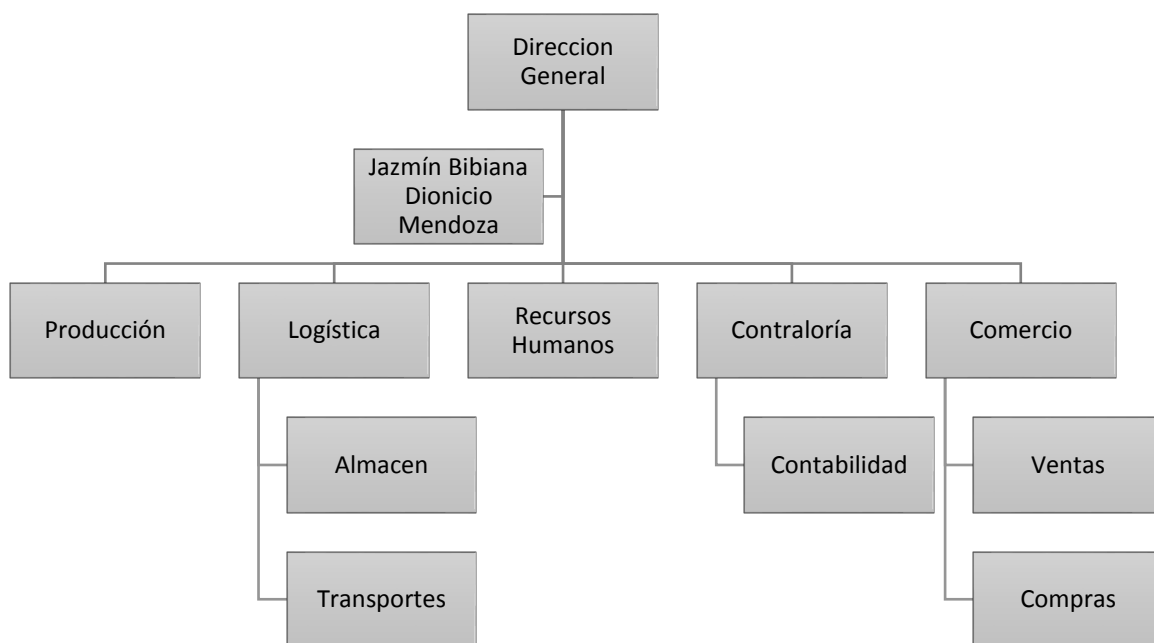 Direccion
General
Jazmín Bibiana
Dionicio
Mendoza
Producción
Logística
Recursos
Humanos
Contraloría
Comercio
Almacen
Contabilidad
Ventas
Transportes
Compras